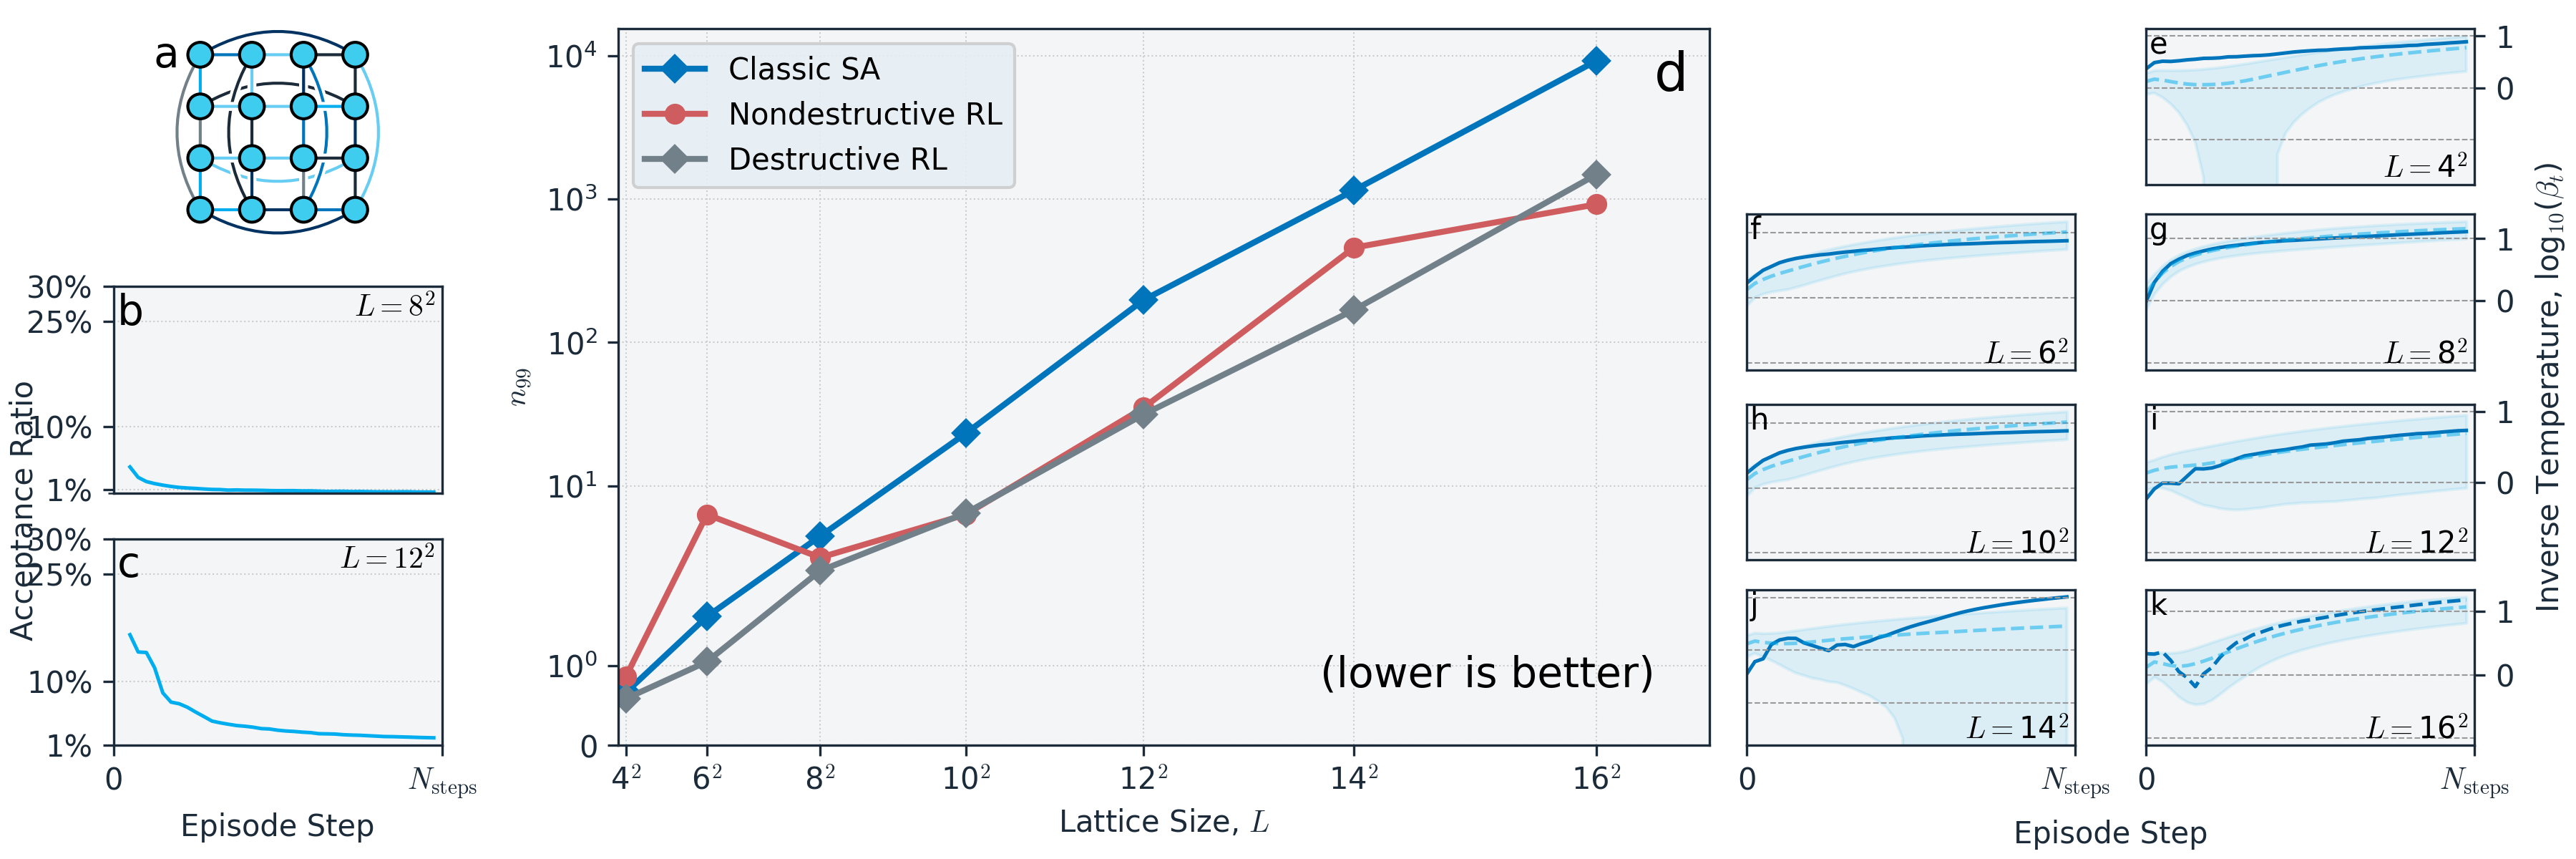 a
b
L = 8²
30%
25%
10%
1%
c
L = 12²
30%
25%
10%
1%
Acceptance Ratio
0
N_steps
Episode Step
Classic SA
Nondestructive RL
Destructive RL
d
(lower is better)
10⁴
10³
10²
10¹
10⁰
0
n₉₉
4²
6²
8²
10²
12²
14²
16²
Lattice Size, L
e
L = 4²
1
0
f
L = 6²
g
L = 8²
1
0
h
L = 10²
i
L = 12²
1
0
j
L = 14²
k
L = 16²
1
0
0
N_steps
0
N_steps
Episode Step
Inverse Temperature, log₁₀(β_t)